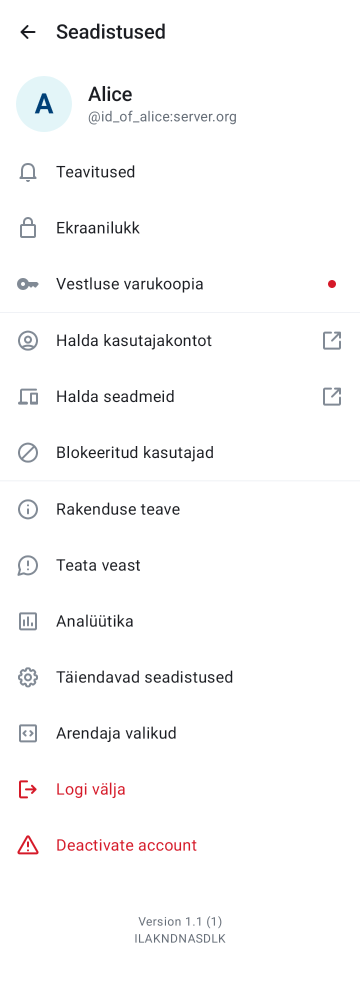 Seadistused
A
Alice
@id_of_alice:server.org
Teavitused
Ekraanilukk
Vestluse varukoopia
Halda kasutajakontot
Halda seadmeid
Blokeeritud kasutajad
Rakenduse teave
Teata veast
Analüütika
Täiendavad seadistused
Arendaja valikud
Logi välja
Deactivate account
Version 1.1 (1)
ILAKNDNASDLK